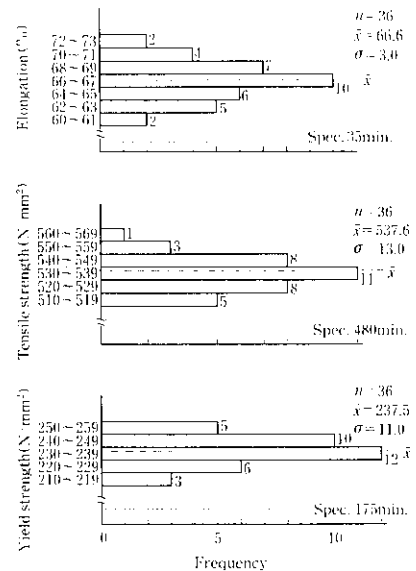 Elongation (%)
72～73
70～71
68～69
66～67
64～65
62～63
60～61
2
4
7
10
6
5
2
n=36
x̄=66.6
σ=3.0
x̄
Spec. 35min.
Tensile strength (N/mm²)
560～569
550～559
540～549
530～539
520～529
510～519
1
3
8
11
8
5
n=36
x̄=537.6
σ=13.0
x̄
Spec. 480min.
Yield strength (N/mm²)
250～259
240～249
230～239
220～229
210～219
5
10
12
6
3
n=36
x̄=237.5
σ=11.0
x̄
Spec. 175min.
0 5 10
Frequency